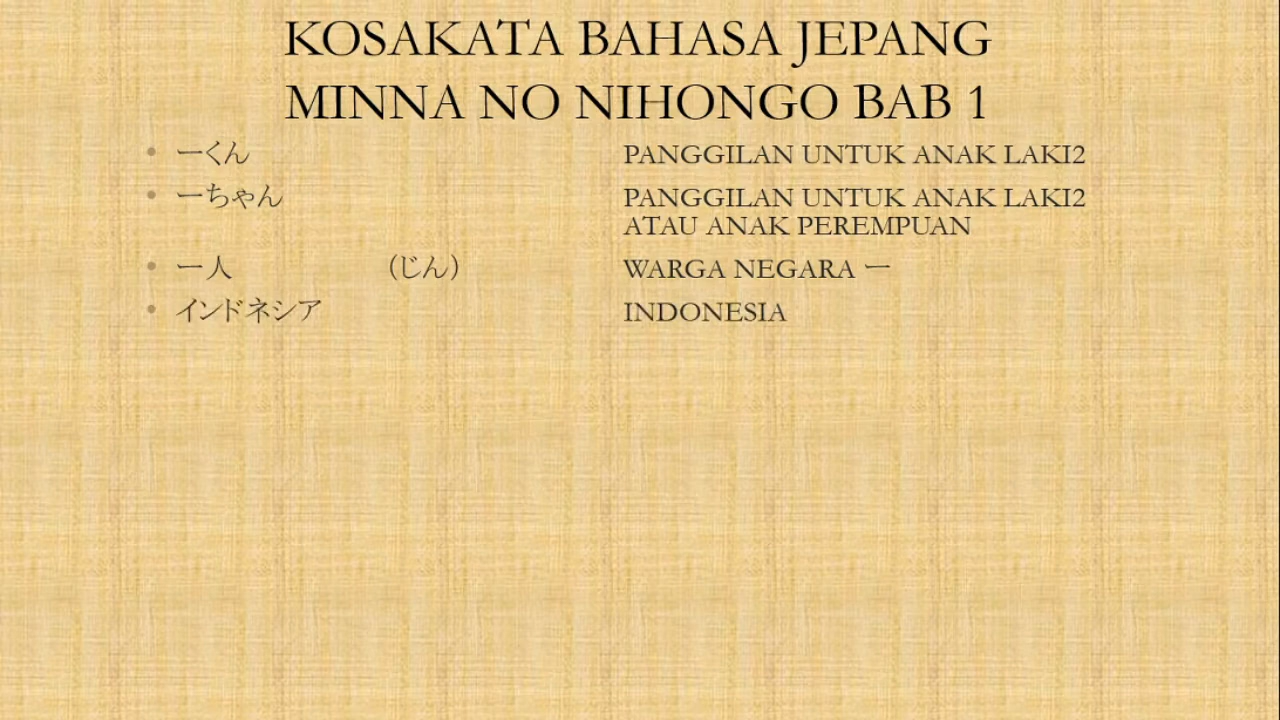 KOSAKATA BAHASA JEPANG
MINNA NO NIHONGO BAB 1
• ーくん PANGGILAN UNTUK ANAK LAKI2
• ーちゃん PANGGILAN UNTUK ANAK LAKI2
ATAU ANAK PEREMPUAN
• ー人 (じん) WARGA NEGARA ー
• インドネシア INDONESIA